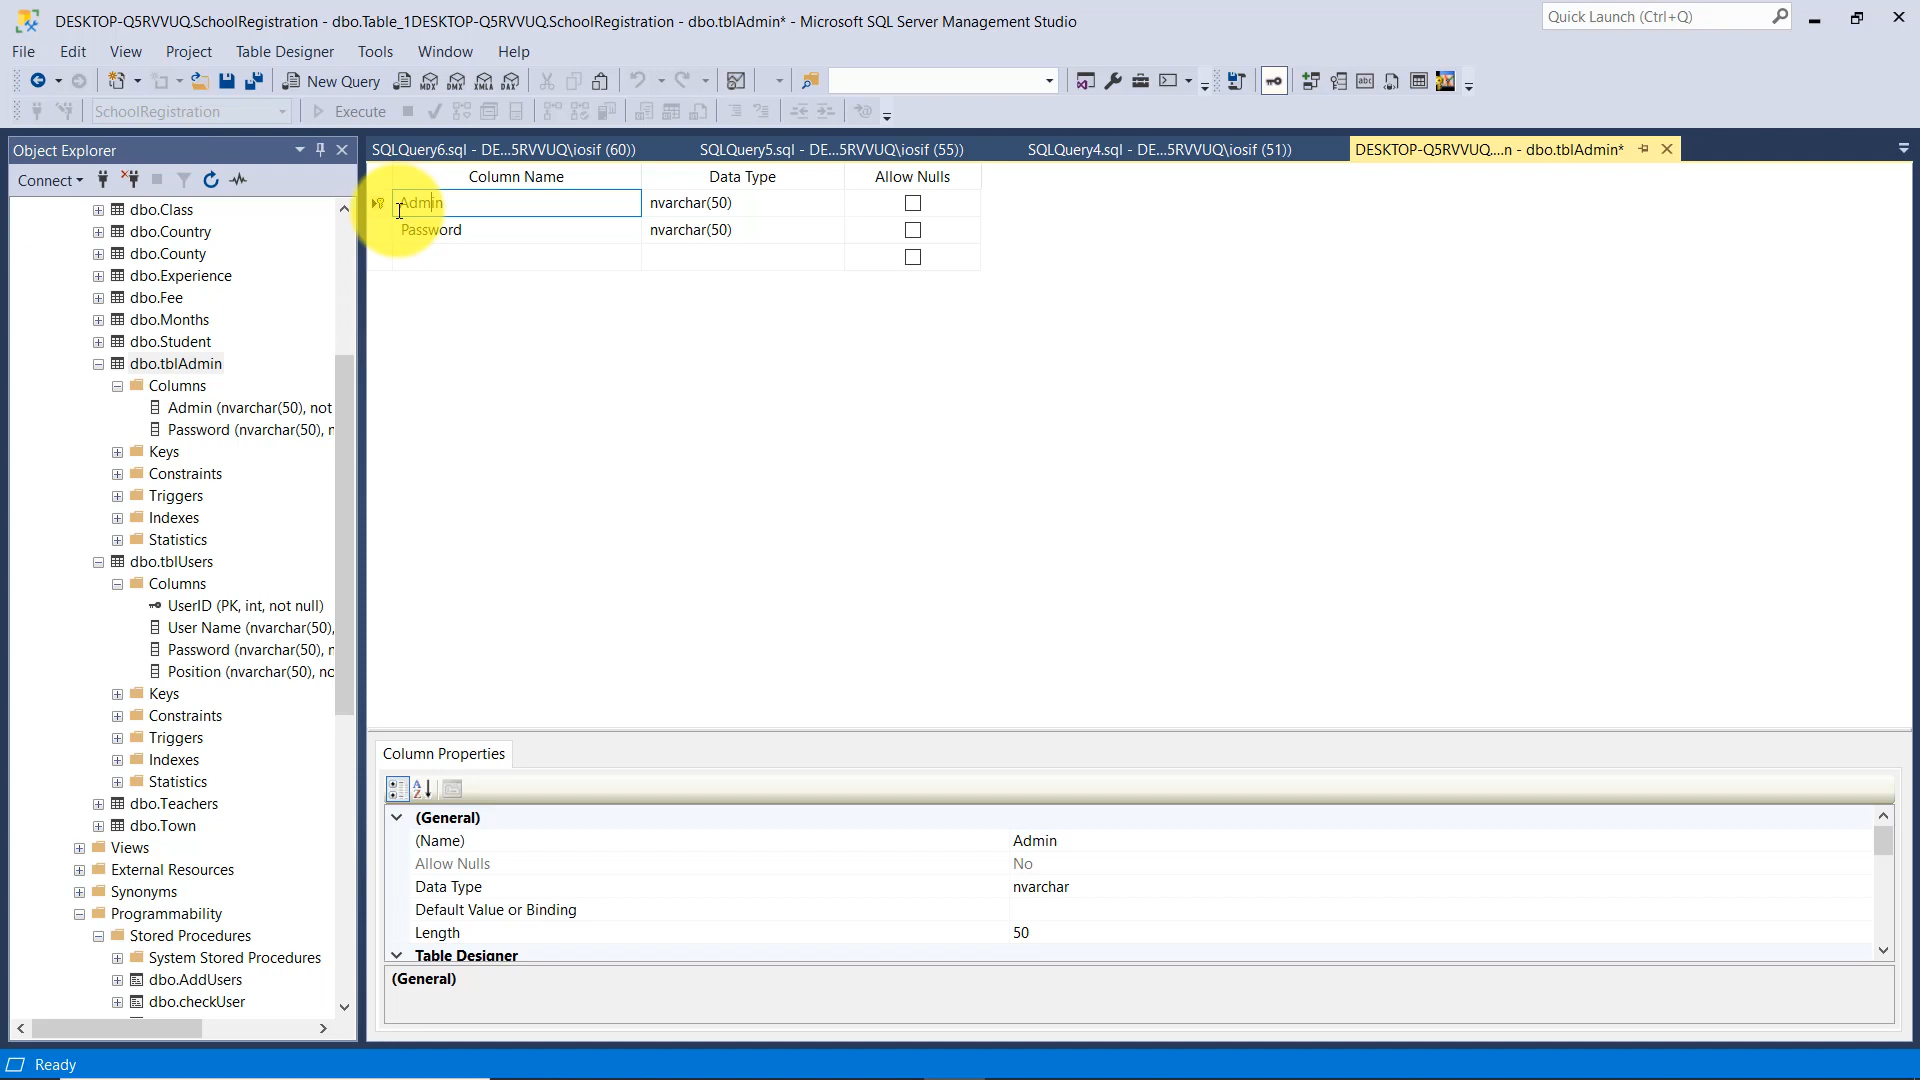 DESKTOP-Q5RVVUQ.SchoolRegistration - dbo.Table_1DESKTOP-Q5RVVUQ.SchoolRegistration - dbo.tblAdmin* - Microsoft SQL Server Management Studio
Quick Launch (Ctrl+Q)
File Edit View Project Table Designer Tools Window Help
New Query MDX DMX XMLA DAX
abc
SchoolRegistration
Execute
Object Explorer
SQLQuery6.sql - DE...5RVVUQ\iosif (60))
SQLQuery5.sql - DE...5RVVUQ\iosif (55))
SQLQuery4.sql - DE...5RVVUQ\iosif (51))
DESKTOP-Q5RVVUQ....n - dbo.tblAdmin*
Connect
dbo.Class
dbo.Country
dbo.County
dbo.Experience
dbo.Fee
dbo.Months
dbo.Student
dbo.tblAdmin
Columns
Admin (nvarchar(50), not
Password (nvarchar(50), n
Keys
Constraints
Triggers
Indexes
Statistics
dbo.tblUsers
Columns
UserID (PK, int, not null)
User Name (nvarchar(50),
Password (nvarchar(50), n
Position (nvarchar(50), no
Keys
Constraints
Triggers
Indexes
Statistics
dbo.Teachers
dbo.Town
Views
External Resources
Synonyms
Programmability
Stored Procedures
System Stored Procedures
dbo.AddUsers
dbo.checkUser
Column Name Data Type Allow Nulls
Admin nvarchar(50)
Password nvarchar(50)
Column Properties
(General)
(Name) Admin
Allow Nulls No
Data Type nvarchar
Default Value or Binding
Length 50
Table Designer
(General)
Ready